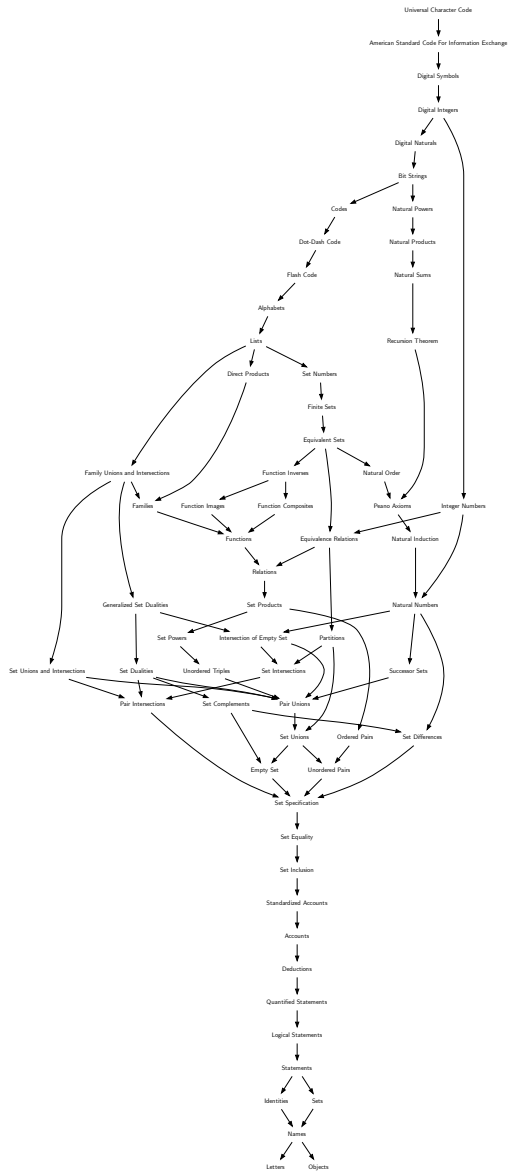 Universal Character Code
American Standard Code For Information Exchange
Digital Symbols
Digital Integers
Digital Naturals
Bit Strings
Codes
Natural Powers
Dot-Dash Code
Natural Products
Flash Code
Natural Sums
Alphabets
Lists
Recursion Theorem
Direct Products
Set Numbers
Finite Sets
Equivalent Sets
Family Unions and Intersections
Function Inverses
Natural Order
Families
Function Images
Function Composites
Peano Axioms
Integer Numbers
Functions
Equivalence Relations
Natural Induction
Relations
Generalized Set Dualities
Set Products
Natural Numbers
Set Powers
Intersection of Empty Set
Partitions
Set Unions and Intersections
Set Dualities
Unordered Triples
Set Intersections
Successor Sets
Pair Intersections
Set Complements
Pair Unions
Set Unions
Ordered Pairs
Set Differences
Empty Set
Unordered Pairs
Set Specification
Set Equality
Set Inclusion
Standardized Accounts
Accounts
Deductions
Quantified Statements
Logical Statements
Statements
Identities
Sets
Names
Letters
Objects